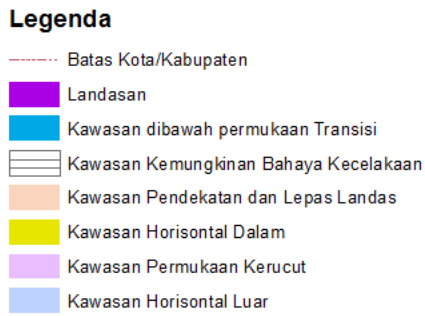 Legenda
Batas Kota/Kabupaten
Landasan
Kawasan dibawah permukaan Transisi
Kawasan Kemungkinan Bahaya Kecelakaan
Kawasan Pendekatan dan Lepas Landas
Kawasan Horisontal Dalam
Kawasan Permukaan Kerucut
Kawasan Horisontal Luar